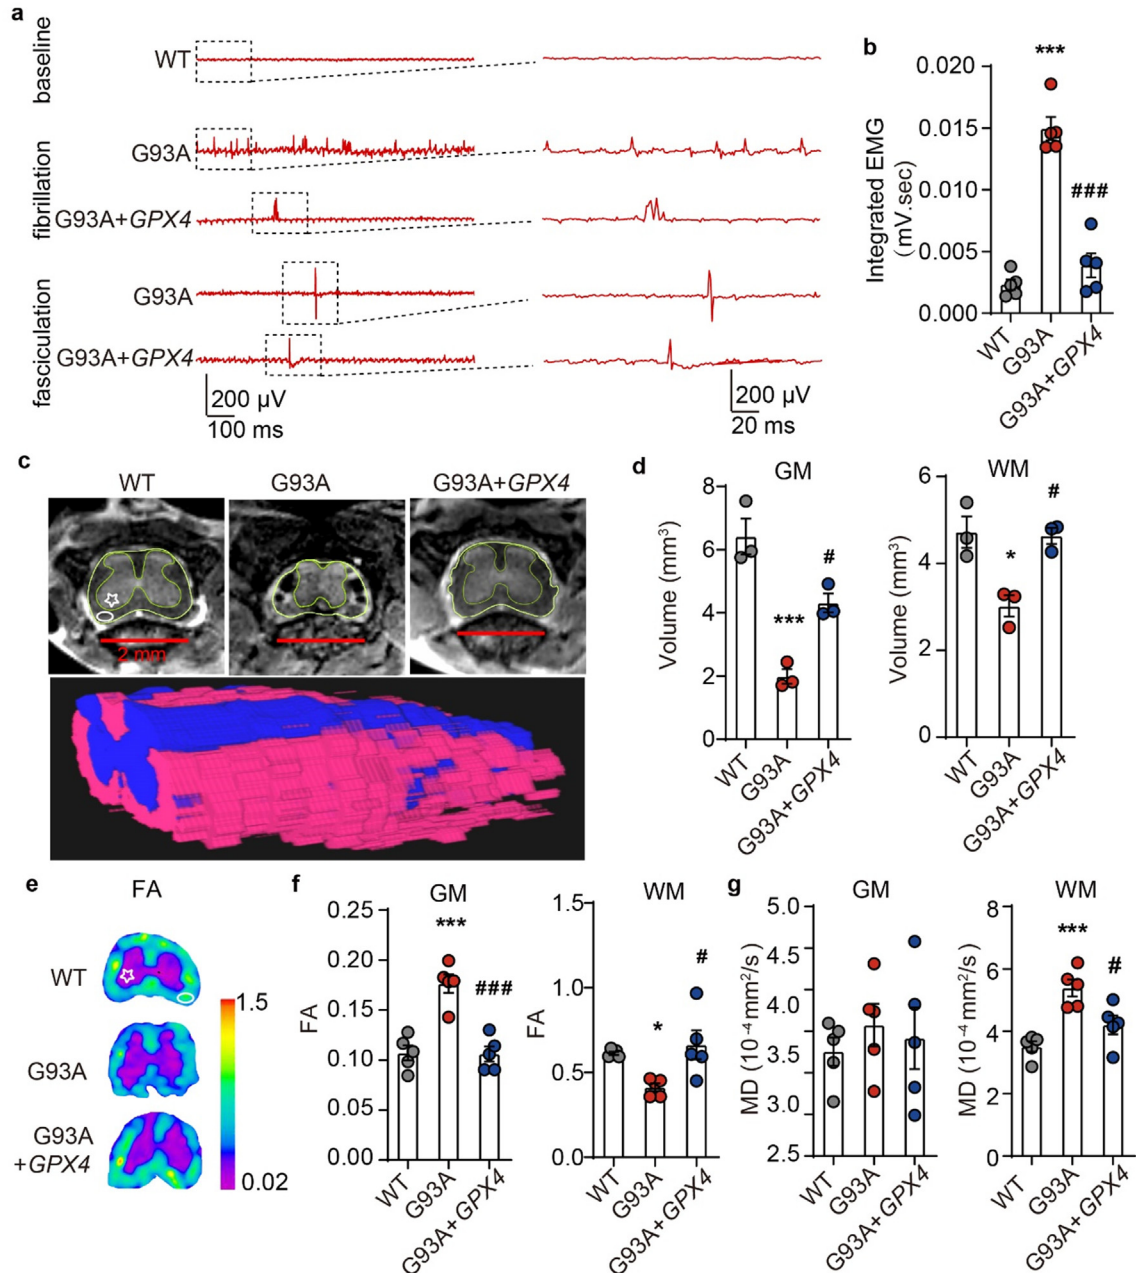 a
baseline
WT
fibrillation
G93A
G93A+GPX4
fasciculation
G93A
G93A+GPX4
200 μV
100 ms
200 μV
20 ms
b
Integrated EMG
(mV.sec)
0.020
0.015
0.010
0.005
0.000
***
###
WT
G93A
G93A+GPX4
c
WT
G93A
G93A+GPX4
2 mm
d
GM
Volume (mm³)
8
6
4
2
0
***
#
WT
G93A
G93A+GPX4
WM
Volume (mm³)
6
4
2
0
*
#
WT
G93A
G93A+GPX4
e
FA
WT
G93A
G93A
+GPX4
1.5
0.02
f
GM
FA
0.25
0.20
0.15
0.10
0.05
0.00
***
###
WT
G93A
G93A+GPX4
WM
FA
1.5
1.0
0.5
0.0
*
#
WT
G93A
G93A+GPX4
g
GM
MD (10⁻⁴ mm²/s)
5.0
4.5
4.0
3.5
3.0
2.5
WT
G93A
G93A+GPX4
WM
MD (10⁻⁴ mm²/s)
8
6
4
2
0
***
#
WT
G93A
G93A+GPX4